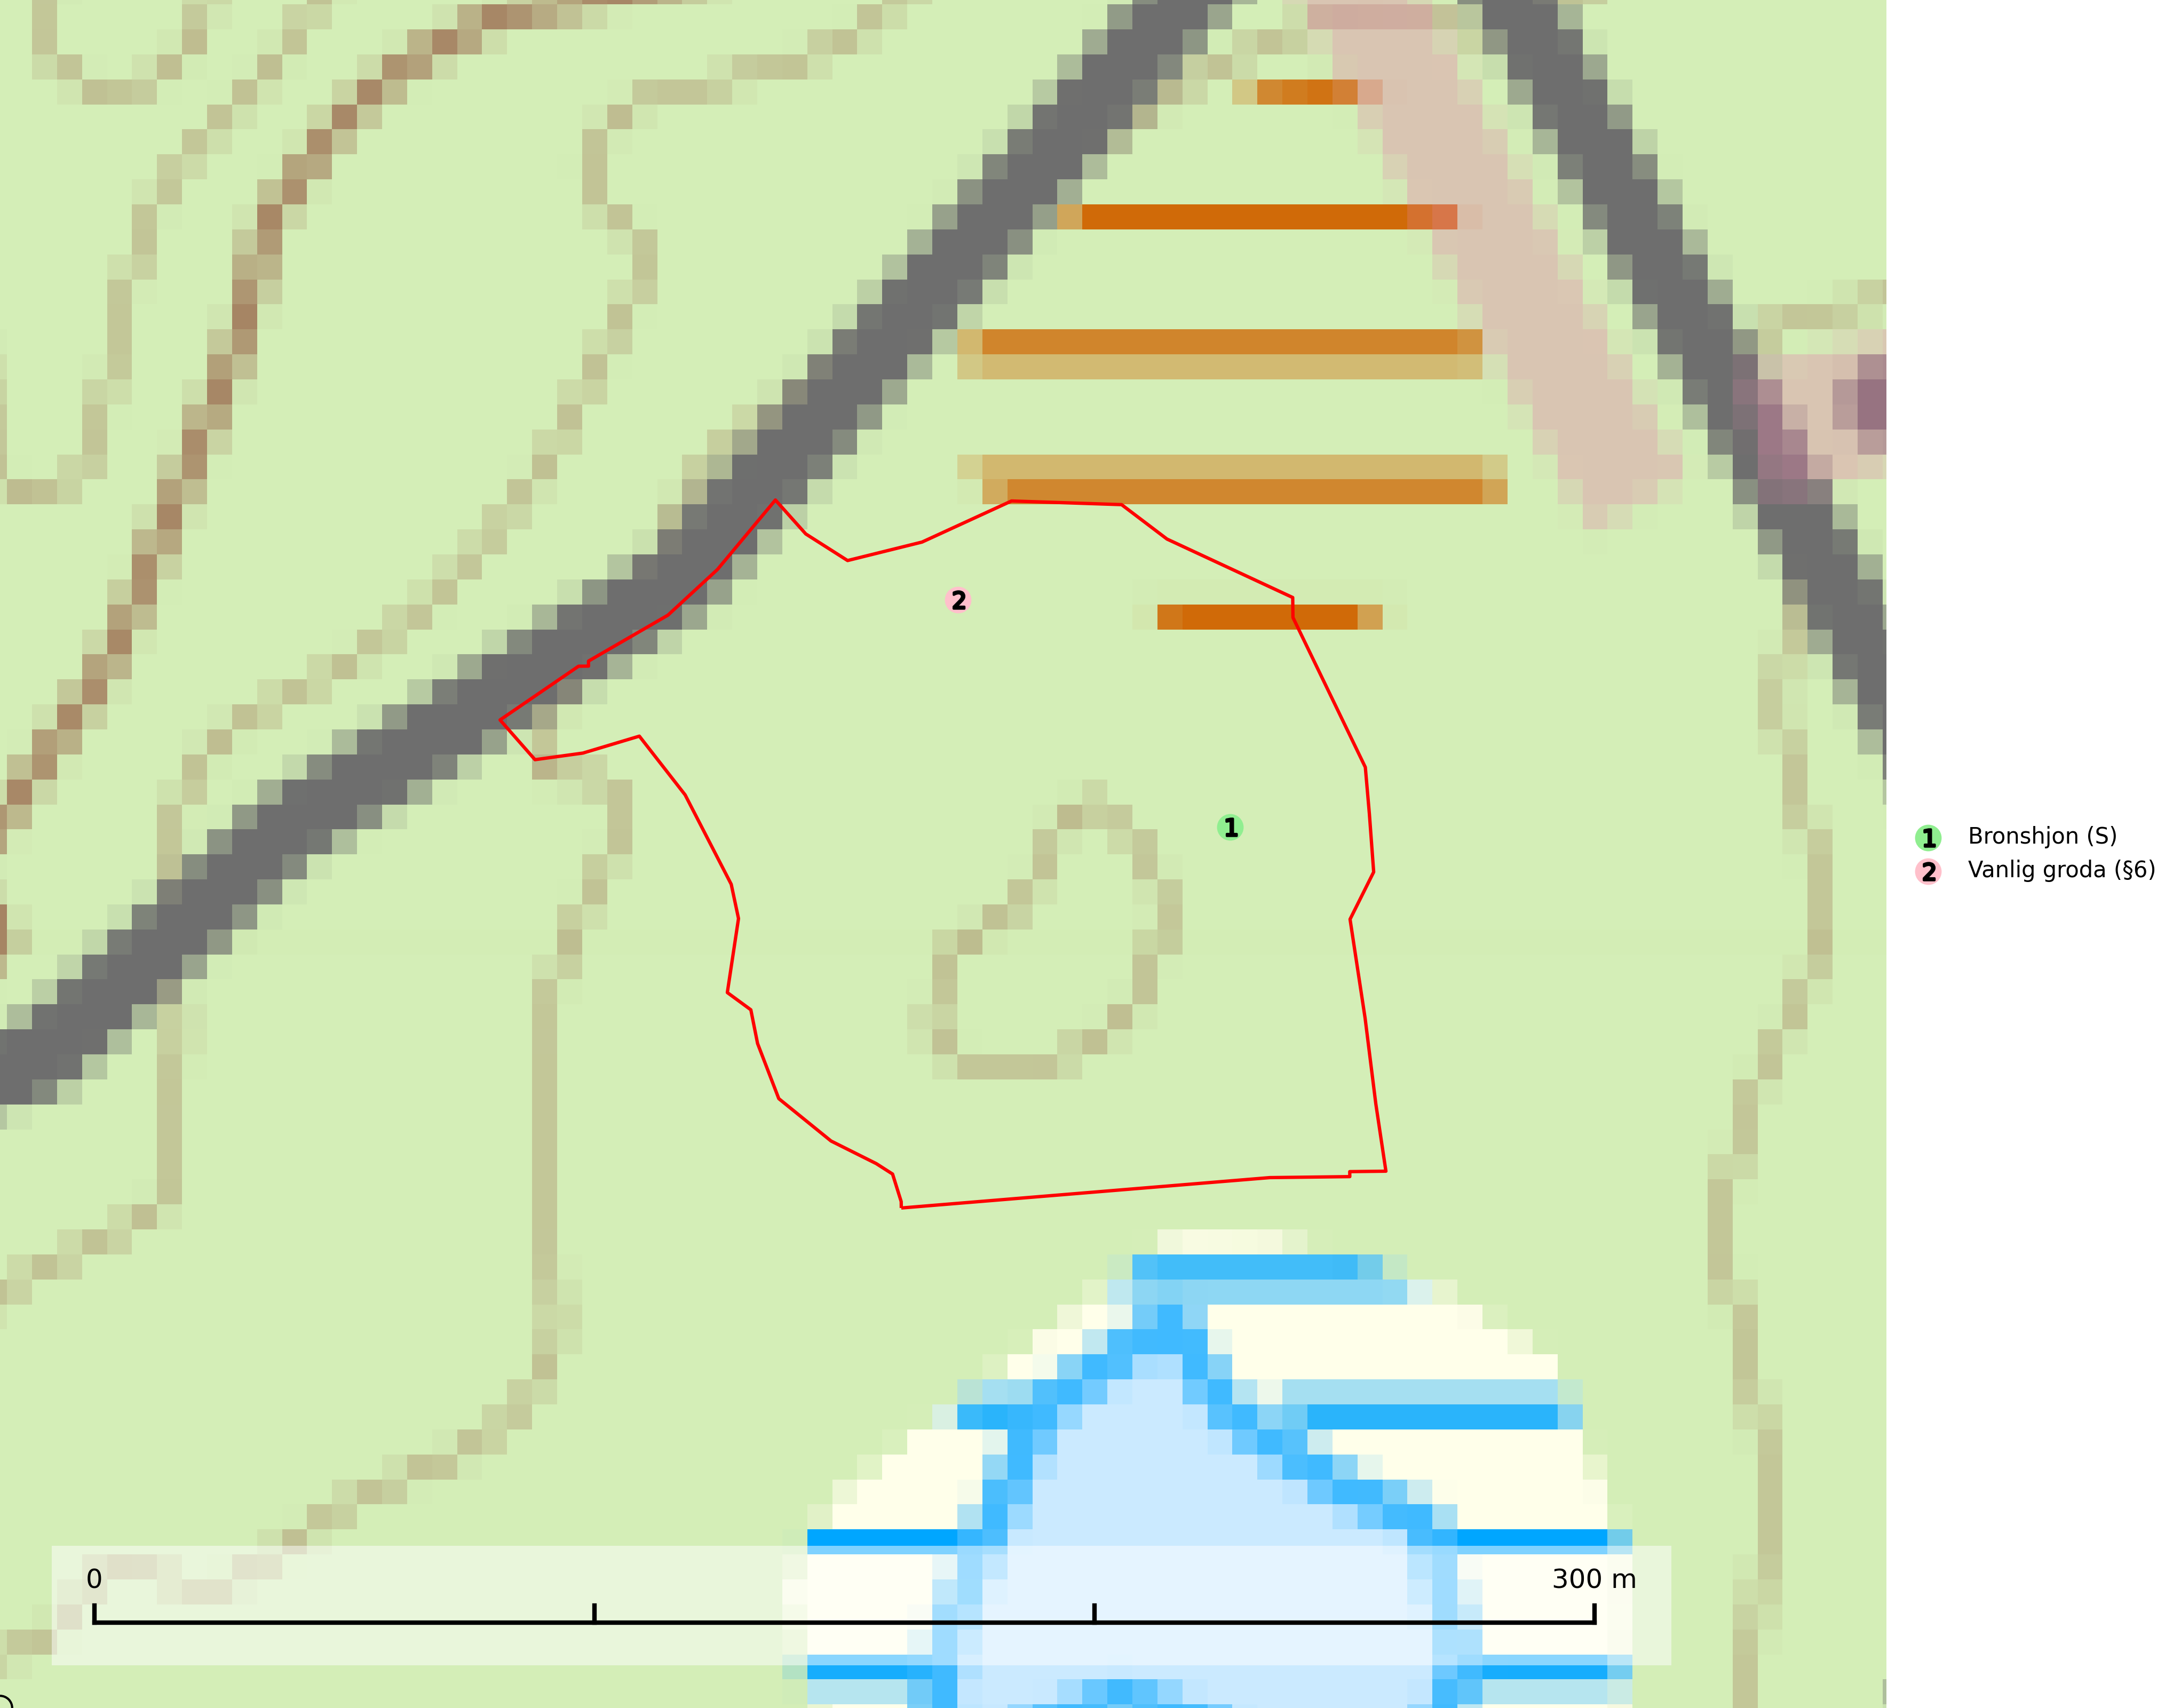 2
1
1 Bronshjon (S)
2 Vanlig groda (§6)
0 300 m